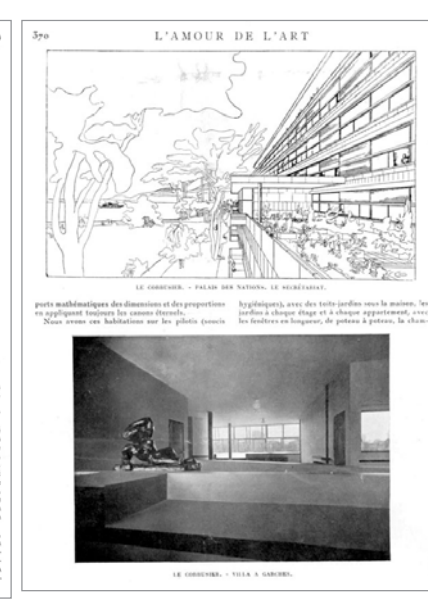 370
L'AMOUR DE L'ART
LE CORBUSIER. - PALAIS DES NATIONS. LE SECRÉTARIAT.
ports mathématiques des dimensions et des proportions
en appliquant toujours les canons éternels.
Nous avons ces habitations sur les pilotis (soucis
hygiéniques), avec des toits-jardins sous la maison, les
jardins à chaque étage et à chaque appartement, avec
les fenêtres en longueur, de poteau à poteau, la cham-
LE CORBUSIER. - VILLA A GARCHES.